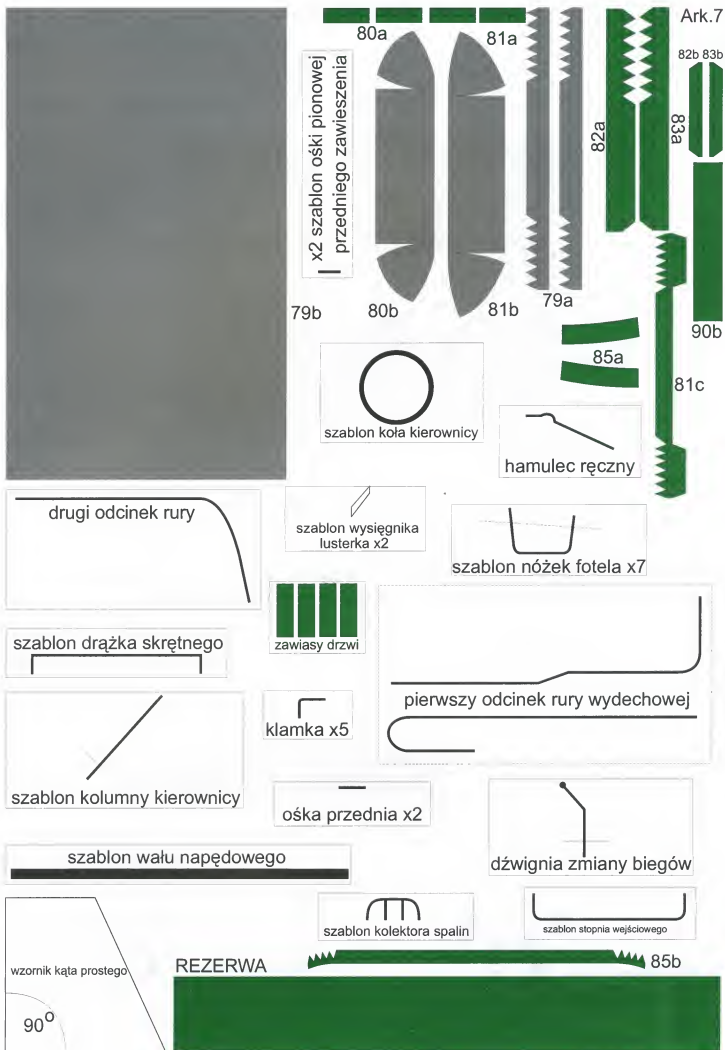 Ark.7
80a
81a
82b 83b
x2 szablon ośki pionowej
przedniego zawieszenia
82a
83a
79b
80b
81b
79a
90b
85a
81c
szablon koła kierownicy
hamulec ręczny
drugi odcinek rury
szablon wysięgnika
lusterka x2
szablon nóżek fotela x7
szablon drążka skrętnego
zawiasy drzwi
pierwszy odcinek rury wydechowej
klamka x5
szablon kolumny kierownicy
ośka przednia x2
dźwignia zmiany biegów
szablon wału napędowego
szablon kolektora spalin
szablon stopnia wejściowego
wzornik kąta prostego
REZERWA
85b
90°